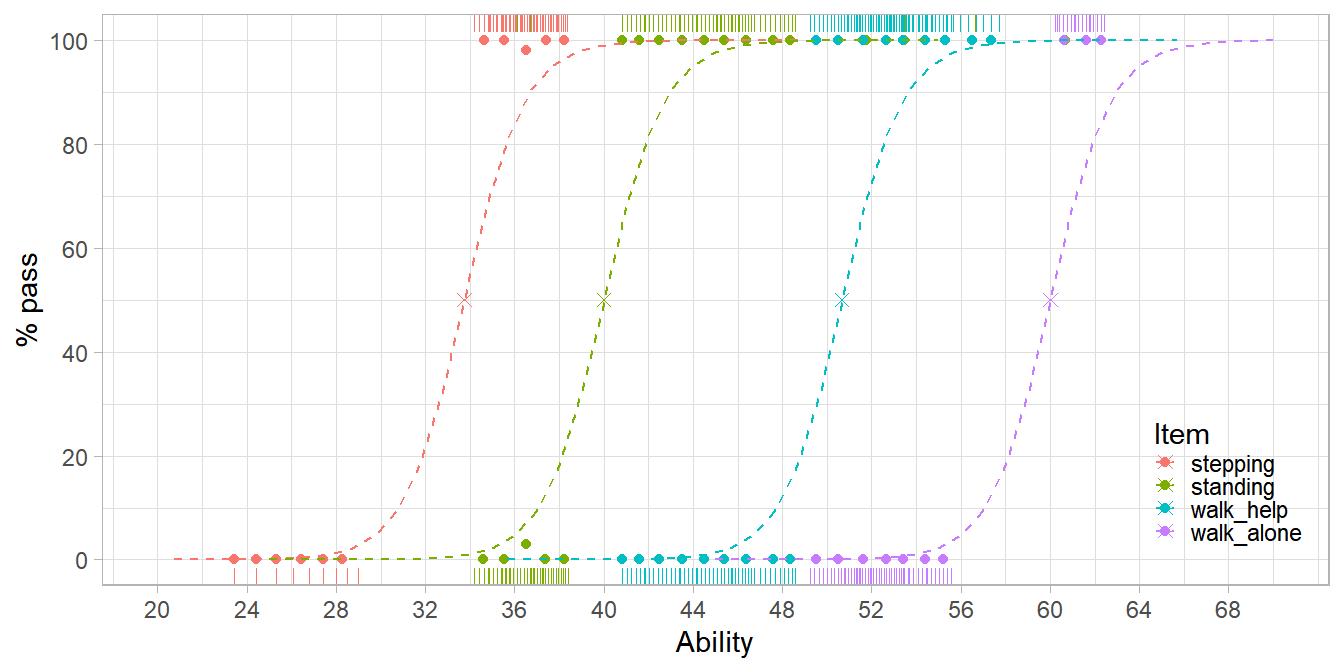 100
80
60
40
20
0
% pass
20 24 28 32 36 40 44 48 52 56 60 64 68
Ability
Item
stepping
standing
walk_help
walk_alone